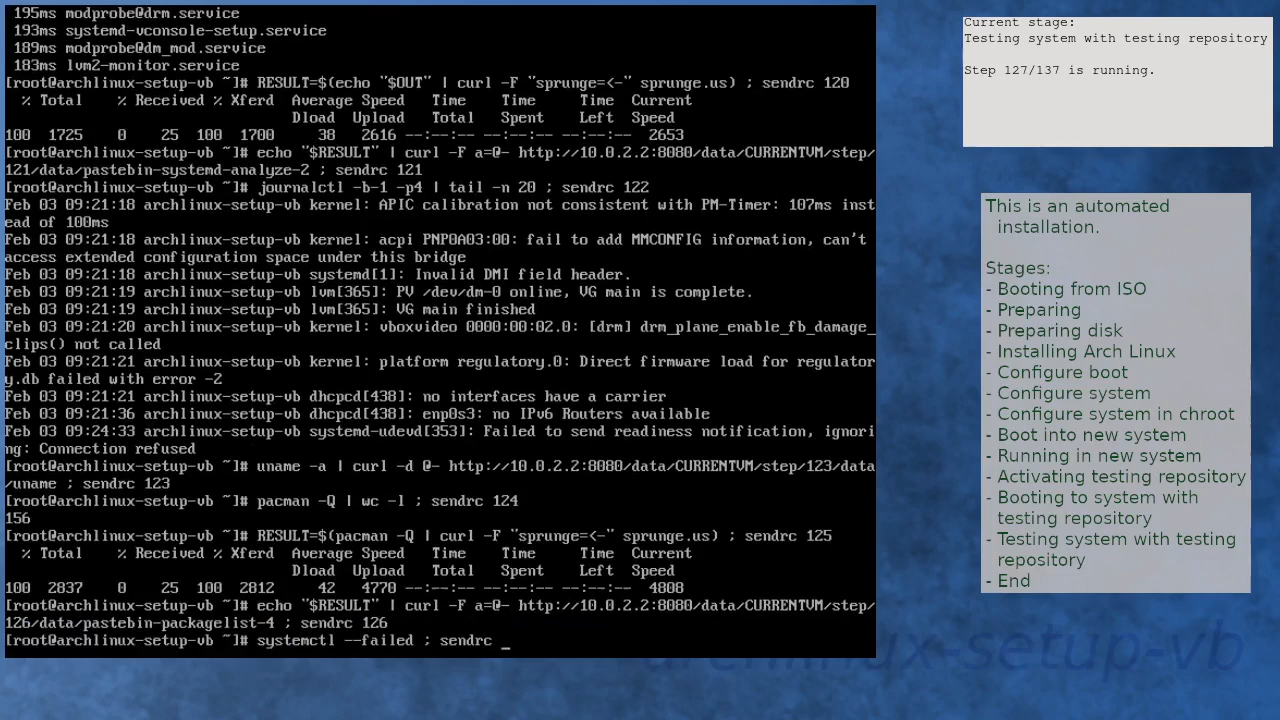 195ms modprobe@drm.service
193ms systemd-vconsole-setup.service
189ms modprobe@dm_mod.service
183ms lvm2-monitor.service
[root@archlinux-setup-vb ~]# RESULT=$(echo "$OUT" | curl -F "sprunge=<-" sprunge.us) ; sendrc 120
% Total    % Received % Xferd  Average Speed   Time    Time     Time  Current
Dload  Upload   Total   Spent    Left  Speed
100  1725    0    25  100  1700     38   2616 --:--:-- --:--:-- --:--:--  2653
[root@archlinux-setup-vb ~]# echo "$RESULT" | curl -F a=@- http://10.0.2.2:8080/data/CURRENTVM/step/
121/data/pastebin-systemd-analyze-2 ; sendrc 121
[root@archlinux-setup-vb ~]# journalctl -b-1 -p4 | tail -n 20 ; sendrc 122
Feb 03 09:21:18 archlinux-setup-vb kernel: APIC calibration not consistent with PM-Timer: 107ms inst
ead of 100ms
Feb 03 09:21:18 archlinux-setup-vb kernel: acpi PNP0A03:00: fail to add MMCONFIG information, can't
access extended configuration space under this bridge
Feb 03 09:21:18 archlinux-setup-vb systemd[1]: Invalid DMI field header.
Feb 03 09:21:19 archlinux-setup-vb lvm[365]: PV /dev/dm-0 online, VG main is complete.
Feb 03 09:21:19 archlinux-setup-vb lvm[365]: VG main finished
Feb 03 09:21:20 archlinux-setup-vb kernel: vboxvideo 0000:00:02.0: [drm] drm_plane_enable_fb_damage_
clips() not called
Feb 03 09:21:21 archlinux-setup-vb kernel: platform regulatory.0: Direct firmware load for regulator
y.db failed with error -2
Feb 03 09:21:21 archlinux-setup-vb dhcpcd[438]: no interfaces have a carrier
Feb 03 09:21:36 archlinux-setup-vb dhcpcd[438]: enp0s3: no IPv6 Routers available
Feb 03 09:24:33 archlinux-setup-vb systemd-udevd[353]: Failed to send readiness notification, ignori
ng: Connection refused
[root@archlinux-setup-vb ~]# uname -a | curl -d @- http://10.0.2.2:8080/data/CURRENTVM/step/123/data
/uname ; sendrc 123
[root@archlinux-setup-vb ~]# pacman -Q | wc -l ; sendrc 124
156
[root@archlinux-setup-vb ~]# RESULT=$(pacman -Q | curl -F "sprunge=<-" sprunge.us) ; sendrc 125
% Total    % Received % Xferd  Average Speed   Time    Time     Time  Current
Dload  Upload   Total   Spent    Left  Speed
100  2837    0    25  100  2812     42   4770 --:--:-- --:--:-- --:--:--  4808
[root@archlinux-setup-vb ~]# echo "$RESULT" | curl -F a=@- http://10.0.2.2:8080/data/CURRENTVM/step/
126/data/pastebin-packagelist-4 ; sendrc 126
[root@archlinux-setup-vb ~]# systemctl --failed ; sendrc _
Current stage:
Testing system with testing repository
Step 127/137 is running.
This is an automated
installation.
Stages:
- Booting from ISO
- Preparing
- Preparing disk
- Installing Arch Linux
- Configure boot
- Configure system
- Configure system in chroot
- Boot into new system
- Running in new system
- Activating testing repository
- Booting to system with
testing repository
- Testing system with testing
repository
- End
archlinux-setup-vb